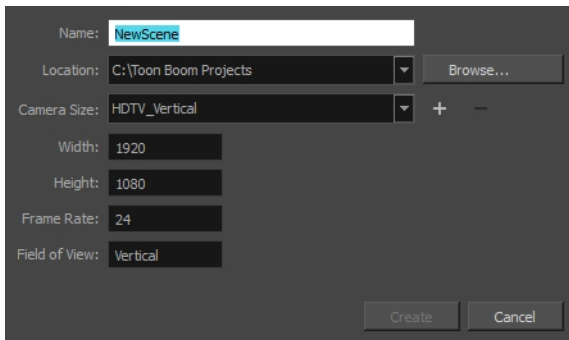 Name: NewScene
Location: C:\Toon Boom Projects Browse...
Camera Size: HDTV_Vertical + −
Width: 1920
Height: 1080
Frame Rate: 24
Field of View: Vertical
Create Cancel